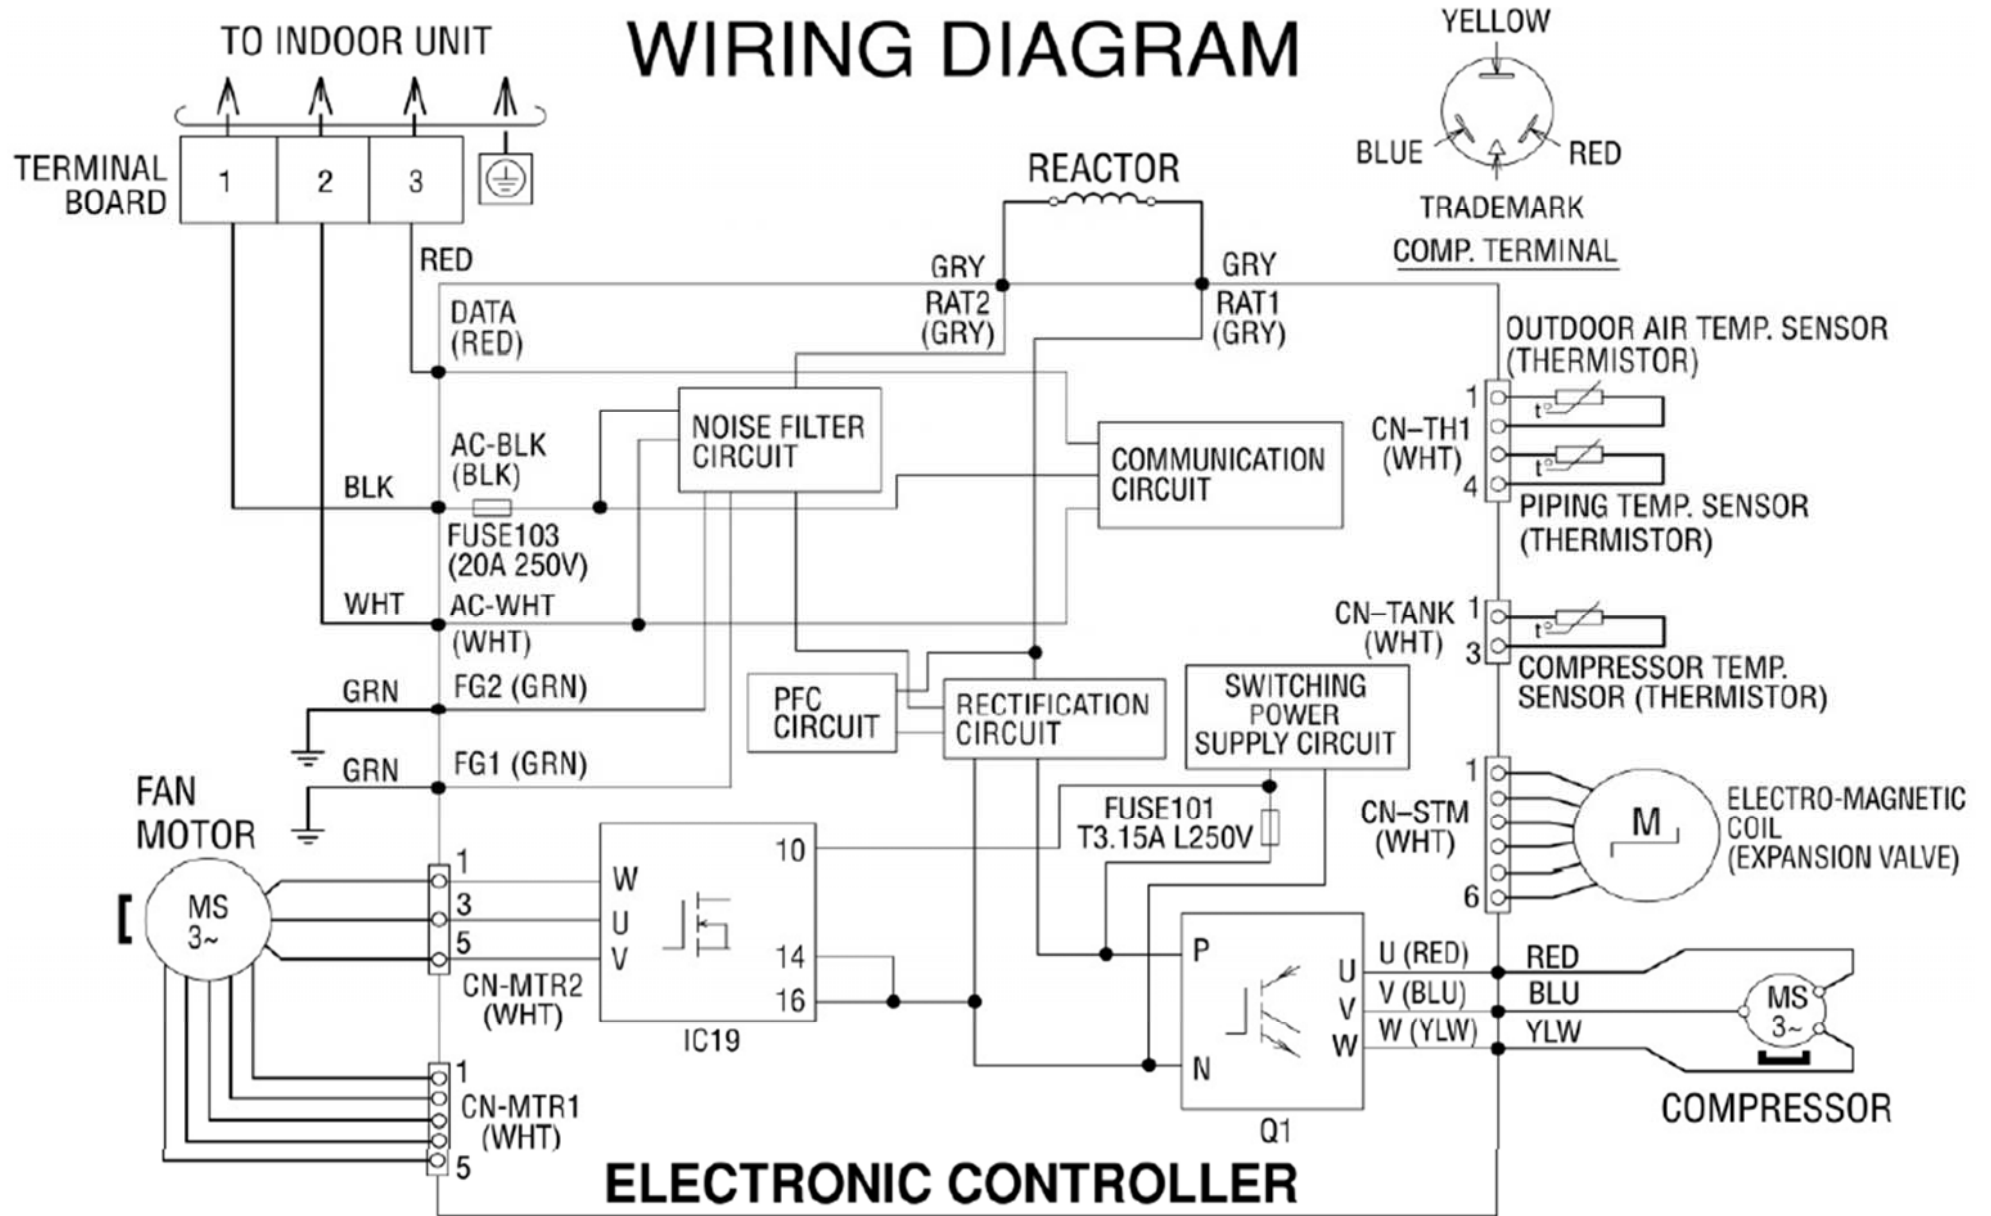 WIRING DIAGRAM
TO INDOOR UNIT
TERMINAL
BOARD
1
2
3
YELLOW
BLUE
RED
TRADEMARK
COMP. TERMINAL
REACTOR
RED
GRY
GRY
RAT2
(GRY)
RAT1
(GRY)
DATA
(RED)
OUTDOOR AIR TEMP. SENSOR
(THERMISTOR)
1
t°
CN–TH1
(WHT)
t°
4
PIPING TEMP. SENSOR
(THERMISTOR)
NOISE FILTER
CIRCUIT
COMMUNICATION
CIRCUIT
AC-BLK
(BLK)
BLK
FUSE103
(20A 250V)
WHT
AC-WHT
(WHT)
CN–TANK
(WHT)
1
3
t°
COMPRESSOR TEMP.
SENSOR (THERMISTOR)
GRN
FG2 (GRN)
GRN
FG1 (GRN)
PFC
CIRCUIT
RECTIFICATION
CIRCUIT
SWITCHING
POWER
SUPPLY CIRCUIT
FUSE101
T3.15A L250V
1
CN–STM
(WHT)
6
M
ELECTRO-MAGNETIC
COIL
(EXPANSION VALVE)
FAN
MOTOR
MS
3~
1
3
5
CN-MTR2
(WHT)
W
U
V
10
14
16
IC19
1
CN-MTR1
(WHT)
5
P
N
U
V
W
Q1
U (RED)
V (BLU)
W (YLW)
RED
BLU
YLW
MS
3~
COMPRESSOR
ELECTRONIC CONTROLLER